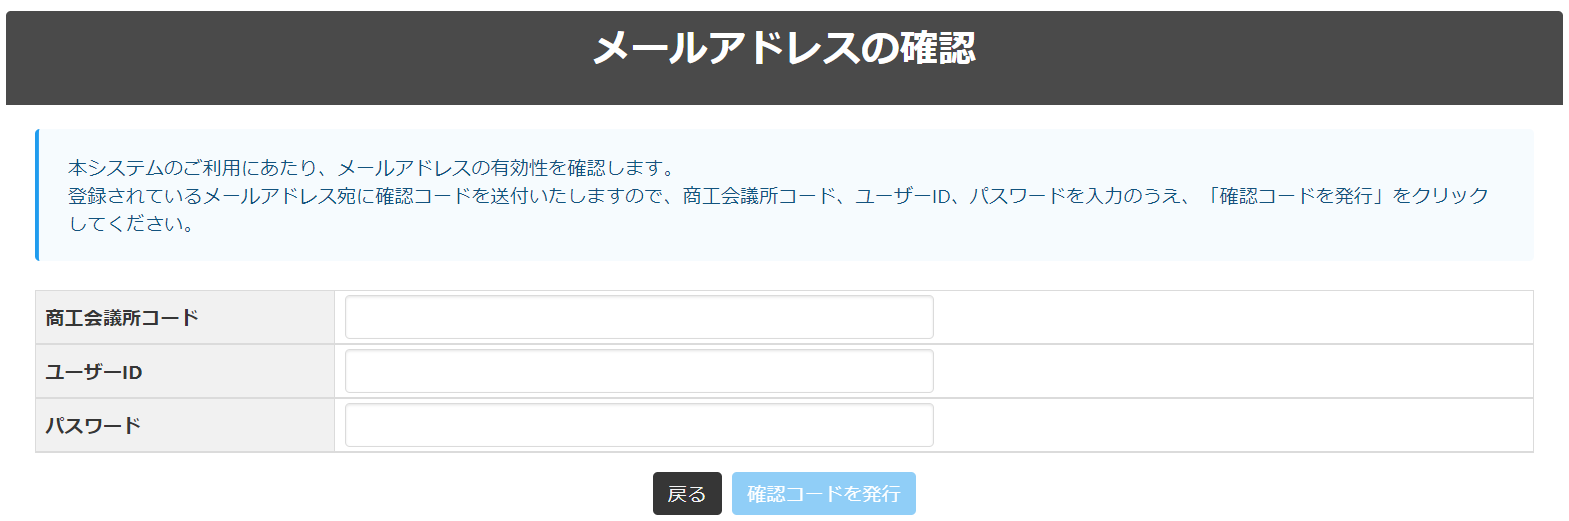 メールアドレスの確認
本システムのご利用にあたり、メールアドレスの有効性を確認します。
登録されているメールアドレス宛に確認コードを送付いたしますので、商工会議所コード、ユーザーID、パスワードを入力のうえ、「確認コードを発行」をクリック
してください。
商工会議所コード
ユーザーID
パスワード
戻る 確認コードを発行